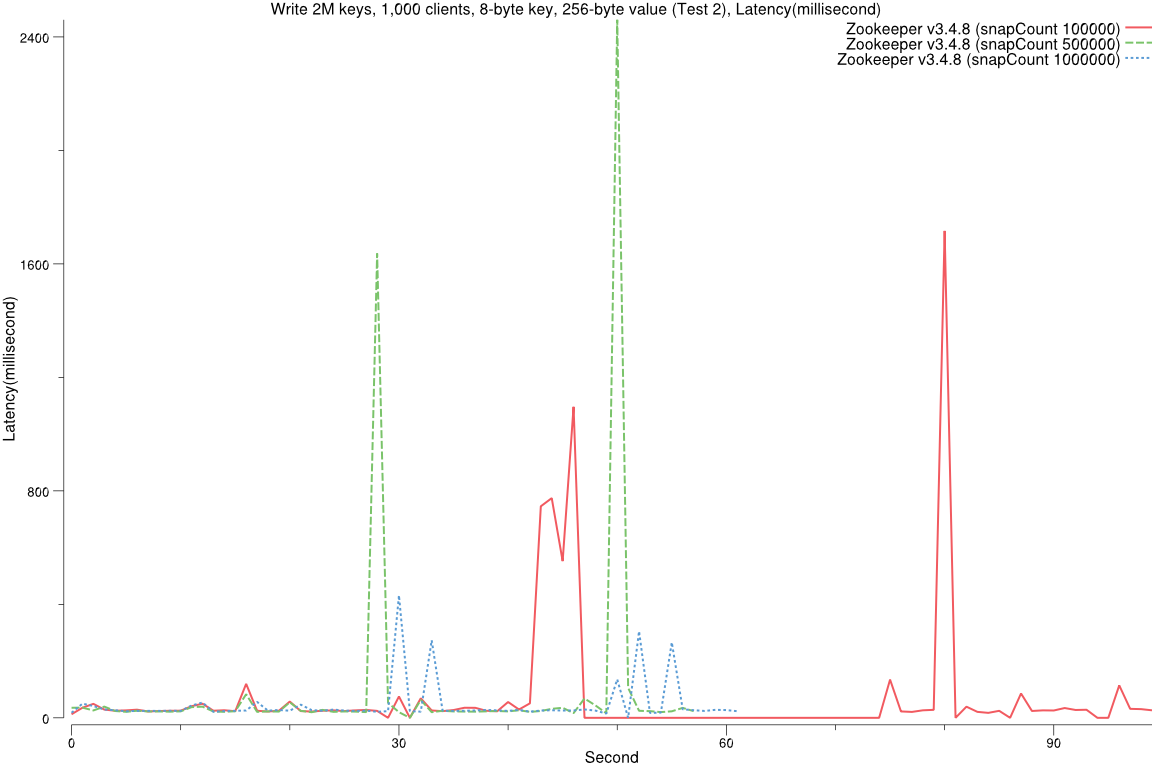 Write 2M keys, 1,000 clients, 8-byte key, 256-byte value (Test 2), Latency(millisecond)
Zookeeper v3.4.8 (snapCount 100000)
Zookeeper v3.4.8 (snapCount 500000)
Zookeeper v3.4.8 (snapCount 1000000)
2400
1600
800
0
Latency(millisecond)
0 30 60 90
Second